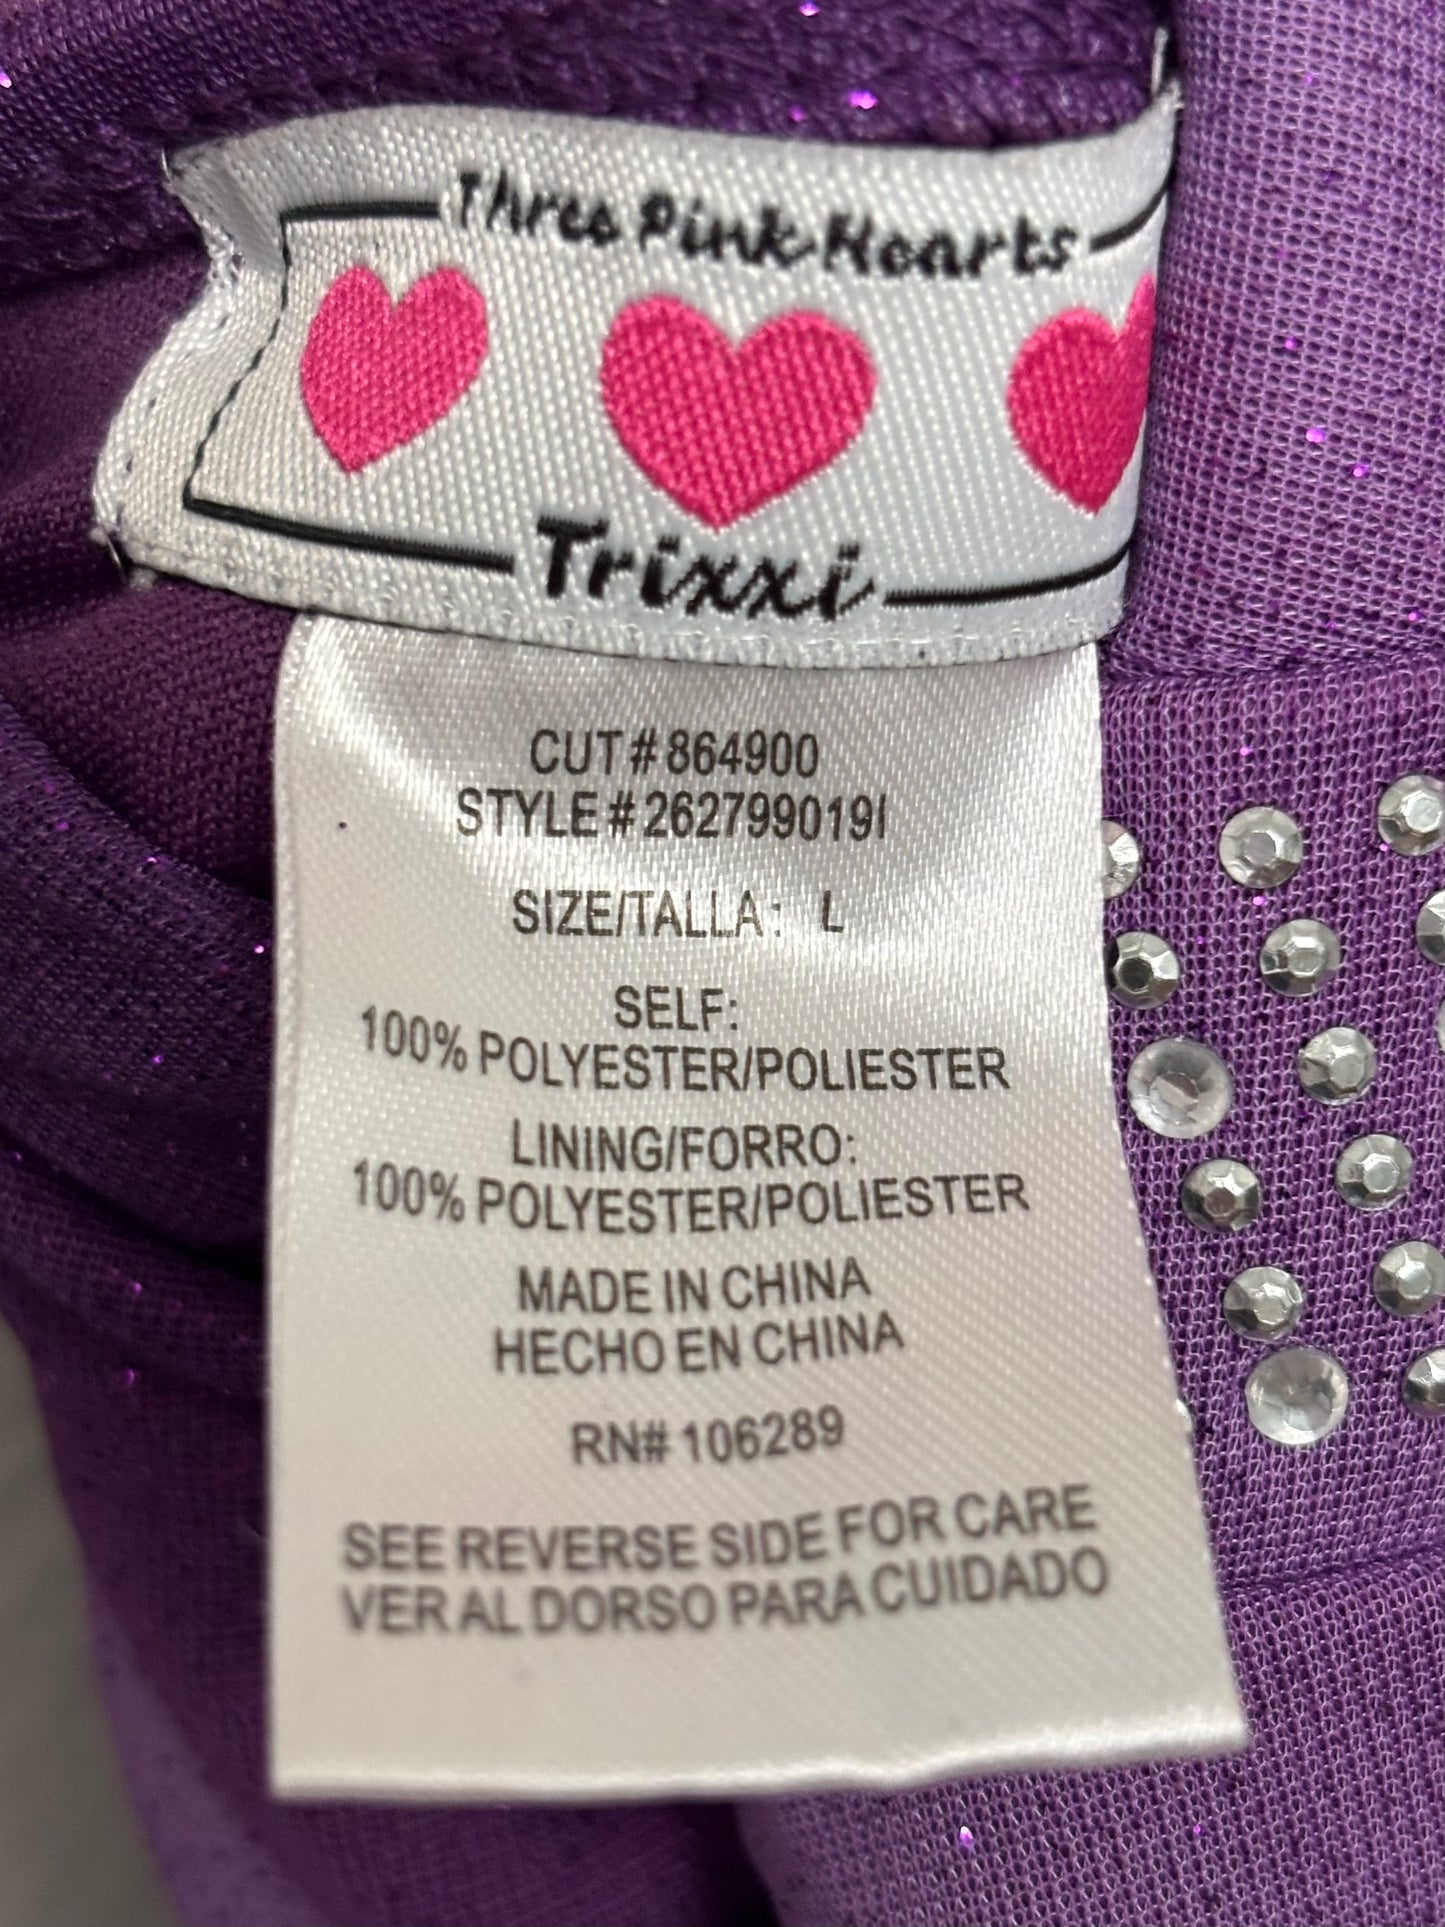 Three Pink Hearts
Trixxi
CUT # 864900
STYLE # 262799019I
SIZE/TALLA: L
SELF:
100% POLYESTER/POLIESTER
LINING/FORRO:
100% POLYESTER/POLIESTER
MADE IN CHINA
HECHO EN CHINA
RN# 106289
SEE REVERSE SIDE FOR CARE
VER AL DORSO PARA CUIDADO